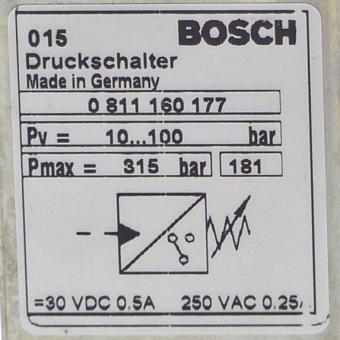 015 BOSCH
Druckschalter
Made in Germany
0 811 160 177
Pv = 10...100 bar
Pmax = 315 bar 181
=30 VDC 0.5A 250 VAC 0.25